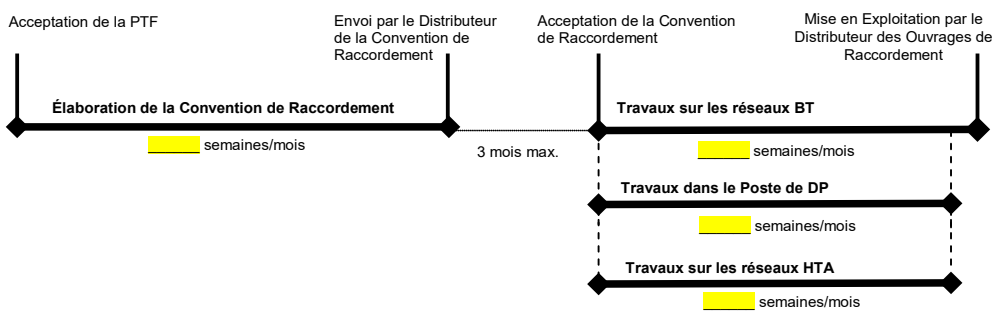 Acceptation de la PTF
Envoi par le Distributeur
de la Convention de
Raccordement
Acceptation de la Convention
de Raccordement
Mise en Exploitation par le
Distributeur des Ouvrages de
Raccordement
Élaboration de la Convention de Raccordement
semaines/mois
3 mois max.
Travaux sur les réseaux BT
semaines/mois
Travaux dans le Poste de DP
semaines/mois
Travaux sur les réseaux HTA
semaines/mois